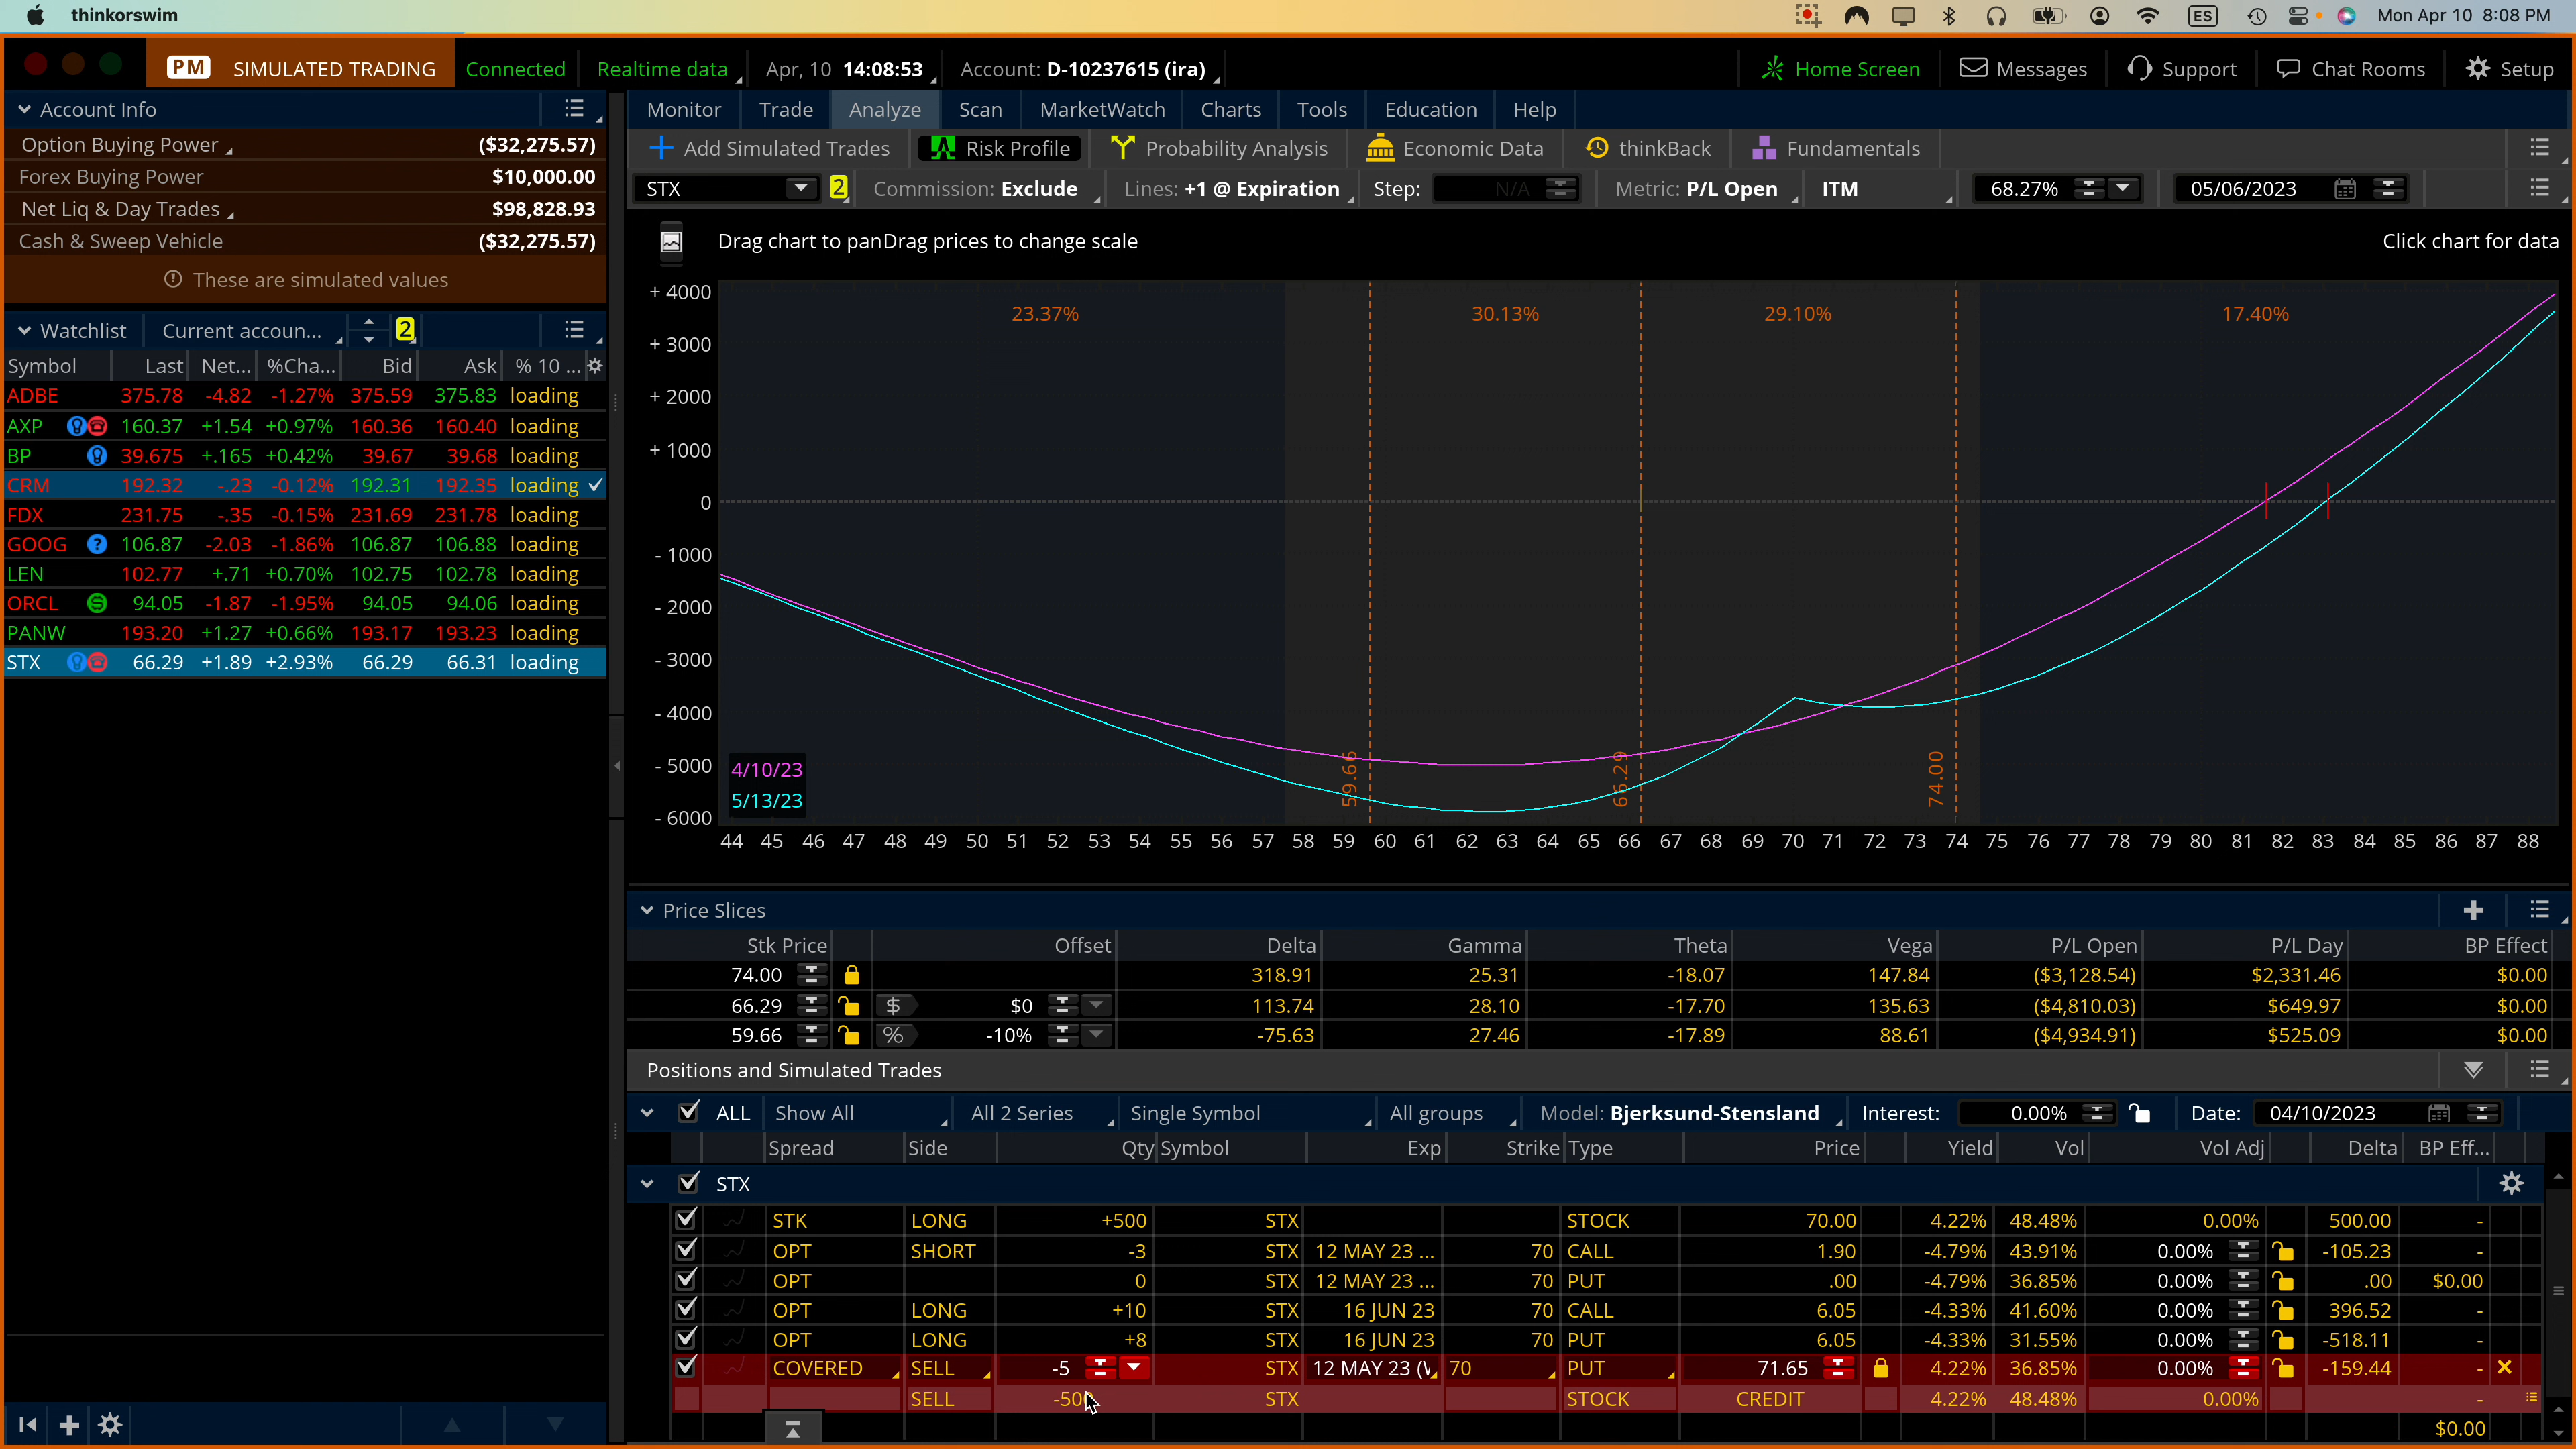 thinkorswim ES Mon Apr 10 8:08 PM
PM SIMULATED TRADING Connected Realtime data Apr, 10 14:08:53 Account: D-10237615 (ira) Home Screen Messages Support Chat Rooms Setup
Account Info
Option Buying Power ($32,275.57)
Forex Buying Power $10,000.00
Net Liq & Day Trades $98,828.93
Cash & Sweep Vehicle ($32,275.57)
These are simulated values
Watchlist Current accoun... 2
Symbol Last Net... %Cha... Bid Ask % 10 ...
ADBE 375.78 -4.82 -1.27% 375.59 375.83 loading
AXP 160.37 +1.54 +0.97% 160.36 160.40 loading
BP 39.675 +.165 +0.42% 39.67 39.68 loading
CRM 192.32 -.23 -0.12% 192.31 192.35 loading
FDX 231.75 -.35 -0.15% 231.69 231.78 loading
GOOG 106.87 -2.03 -1.86% 106.87 106.88 loading
LEN 102.77 +.71 +0.70% 102.75 102.78 loading
ORCL 94.05 -1.87 -1.95% 94.05 94.06 loading
PANW 193.20 +1.27 +0.66% 193.17 193.23 loading
STX 66.29 +1.89 +2.93% 66.29 66.31 loading
Monitor Trade Analyze Scan MarketWatch Charts Tools Education Help
Add Simulated Trades Risk Profile Probability Analysis Economic Data thinkBack Fundamentals
STX 2 Commission: Exclude Lines: +1 @ Expiration Step: N/A Metric: P/L Open ITM 68.27% 05/06/2023
Drag chart to panDrag prices to change scale Click chart for data
+ 4000
+ 3000
+ 2000
+ 1000
0
- 1000
- 2000
- 3000
- 4000
- 5000
- 6000
23.37% 30.13% 29.10% 17.40%
59.66 66.29 74.00
4/10/23
5/13/23
44 45 46 47 48 49 50 51 52 53 54 55 56 57 58 59 60 61 62 63 64 65 66 67 68 69 70 71 72 73 74 75 76 77 78 79 80 81 82 83 84 85 86 87 88
Price Slices
Stk Price Offset Delta Gamma Theta Vega P/L Open P/L Day BP Effect
74.00 318.91 25.31 -18.07 147.84 ($3,128.54) $2,331.46 $0.00
66.29 $ $0 113.74 28.10 -17.70 135.63 ($4,810.03) $649.97 $0.00
59.66 % -10% -75.63 27.46 -17.89 88.61 ($4,934.91) $525.09 $0.00
Positions and Simulated Trades
ALL Show All All 2 Series Single Symbol All groups Model: Bjerksund-Stensland Interest: 0.00% Date: 04/10/2023
Spread Side Qty Symbol Exp Strike Type Price Yield Vol Vol Adj Delta BP Eff...
STX
STK LONG +500 STX STOCK 70.00 4.22% 48.48% 0.00% 500.00 -
OPT SHORT -3 STX 12 MAY 23 ... 70 CALL 1.90 -4.79% 43.91% 0.00% -105.23 -
OPT 0 STX 12 MAY 23 ... 70 PUT .00 -4.79% 36.85% 0.00% .00 $0.00
OPT LONG +10 STX 16 JUN 23 70 CALL 6.05 -4.33% 41.60% 0.00% 396.52 -
OPT LONG +8 STX 16 JUN 23 70 PUT 6.05 -4.33% 31.55% 0.00% -518.11 -
COVERED SELL -5 STX 12 MAY 23 (W 70 PUT 71.65 4.22% 36.85% 0.00% -159.44 -
SELL -500 STX STOCK CREDIT 4.22% 48.48% 0.00% -
$0.00